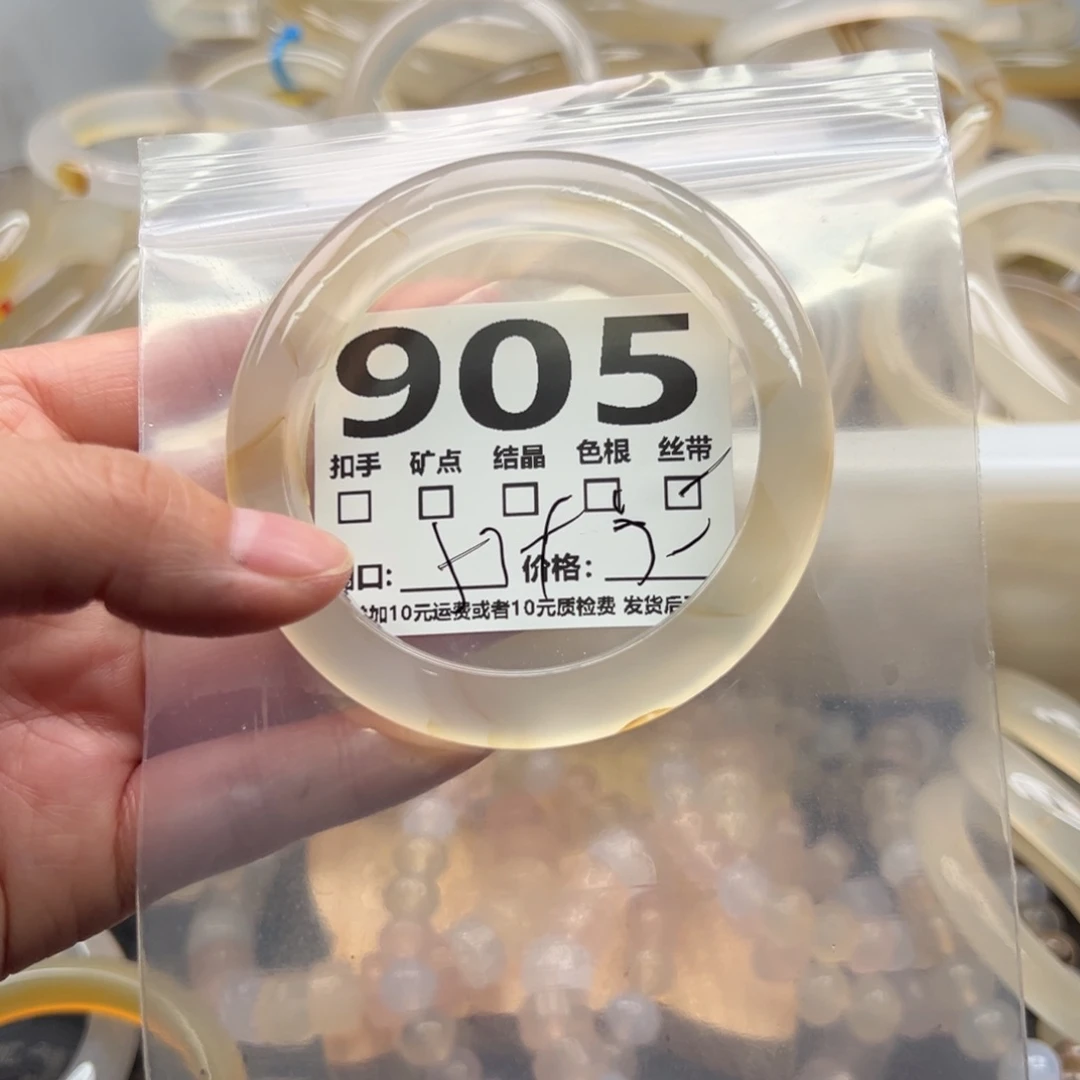 905
扣手 矿点 结晶 色根 丝带
口: 价格:
加10元运费或者10元质检费 发货后